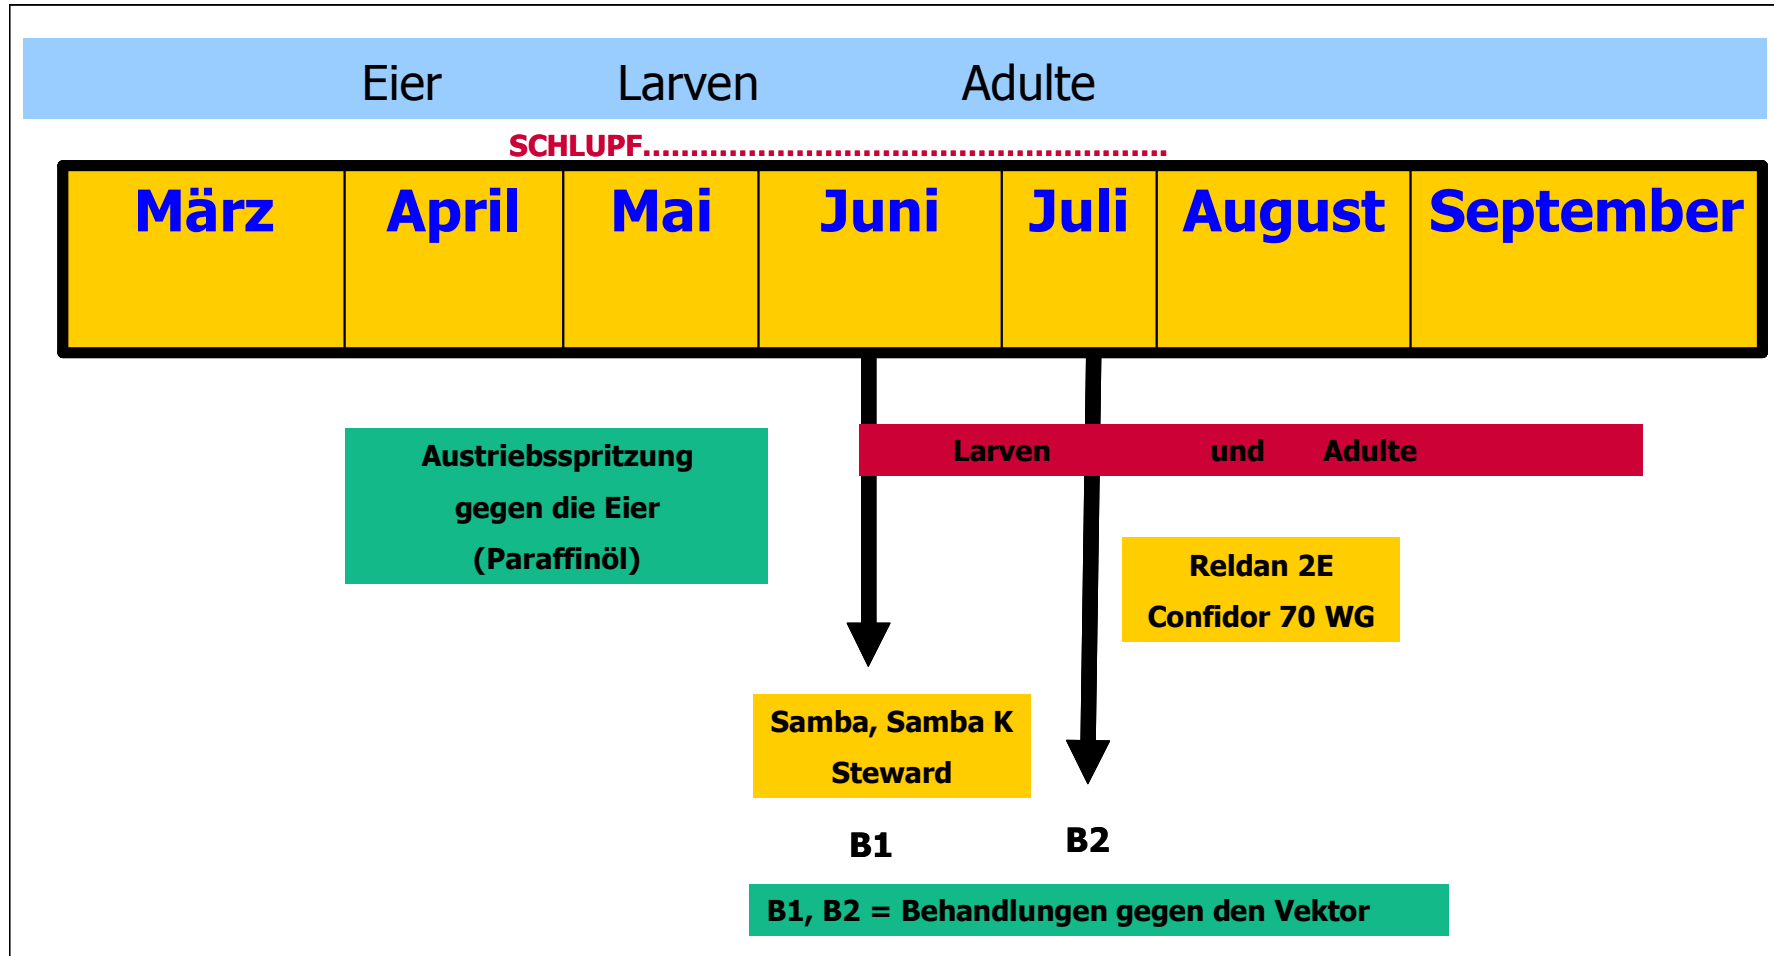 Eier Larven Adulte
SCHLUPF........................................................
März April Mai Juni Juli August September
Austriebsspritzung
gegen die Eier
(Paraffinöl)
Larven und Adulte
Reldan 2E
Confidor 70 WG
Samba, Samba K
Steward
B1
B2
B1, B2 = Behandlungen gegen den Vektor